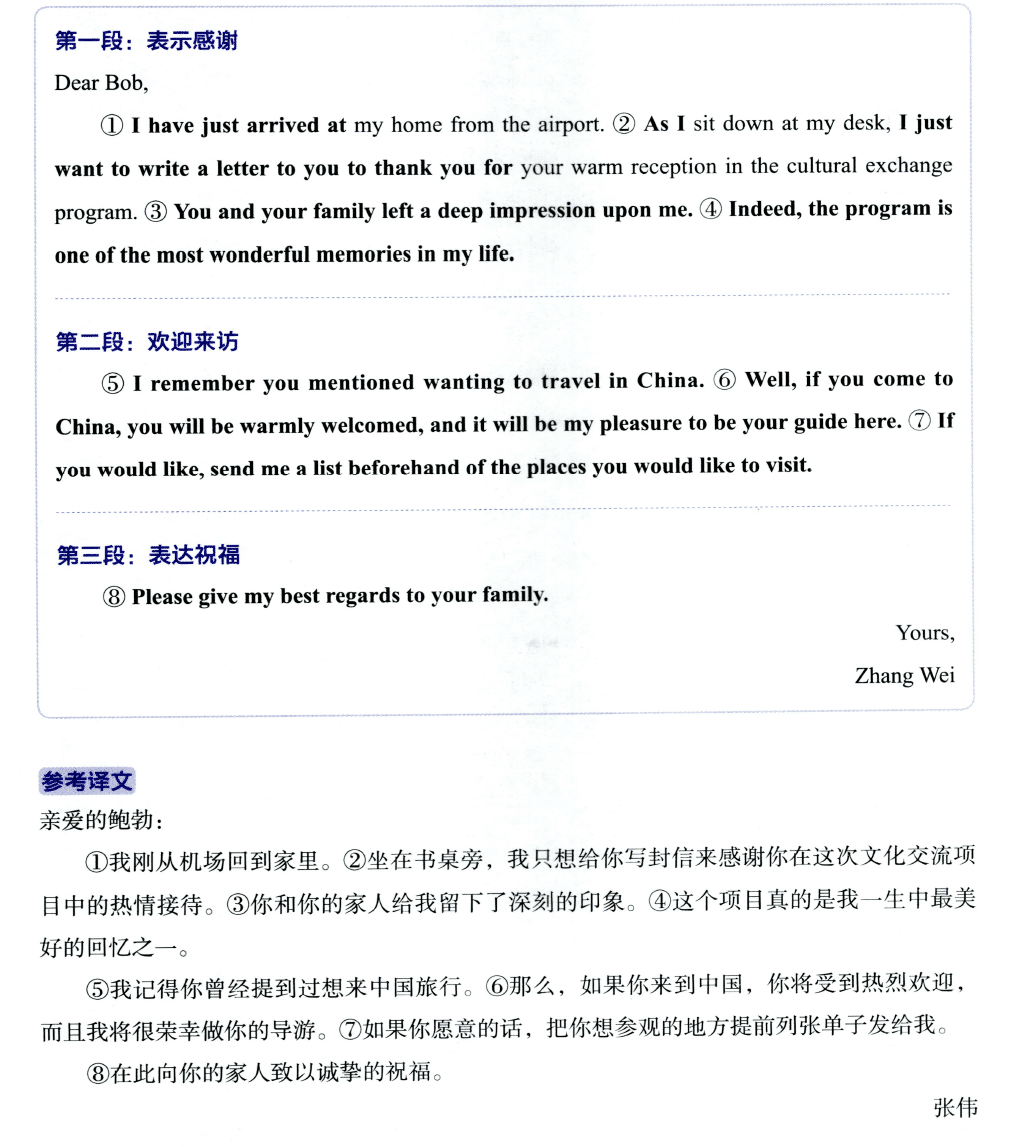 第一段：表示感谢
Dear Bob,
① I have just arrived at my home from the airport. ② As I sit down at my desk, I just
want to write a letter to you to thank you for your warm reception in the cultural exchange
program. ③ You and your family left a deep impression upon me. ④ Indeed, the program is
one of the most wonderful memories in my life.
第二段：欢迎来访
⑤ I remember you mentioned wanting to travel in China. ⑥ Well, if you come to
China, you will be warmly welcomed, and it will be my pleasure to be your guide here. ⑦ If
you would like, send me a list beforehand of the places you would like to visit.
第三段：表达祝福
⑧ Please give my best regards to your family.
Yours,
Zhang Wei
参考译文
亲爱的鲍勃：
①我刚从机场回到家里。②坐在书桌旁，我只想给你写封信来感谢你在这次文化交流项
目中的热情接待。③你和你的家人给我留下了深刻的印象。④这个项目真的是我一生中最美
好的回忆之一。
⑤我记得你曾经提到过想来中国旅行。⑥那么，如果你来到中国，你将受到热烈欢迎，
而且我将很荣幸做你的导游。⑦如果你愿意的话，把你想参观的地方提前列张单子发给我。
⑧在此向你的家人致以诚挚的祝福。
张伟